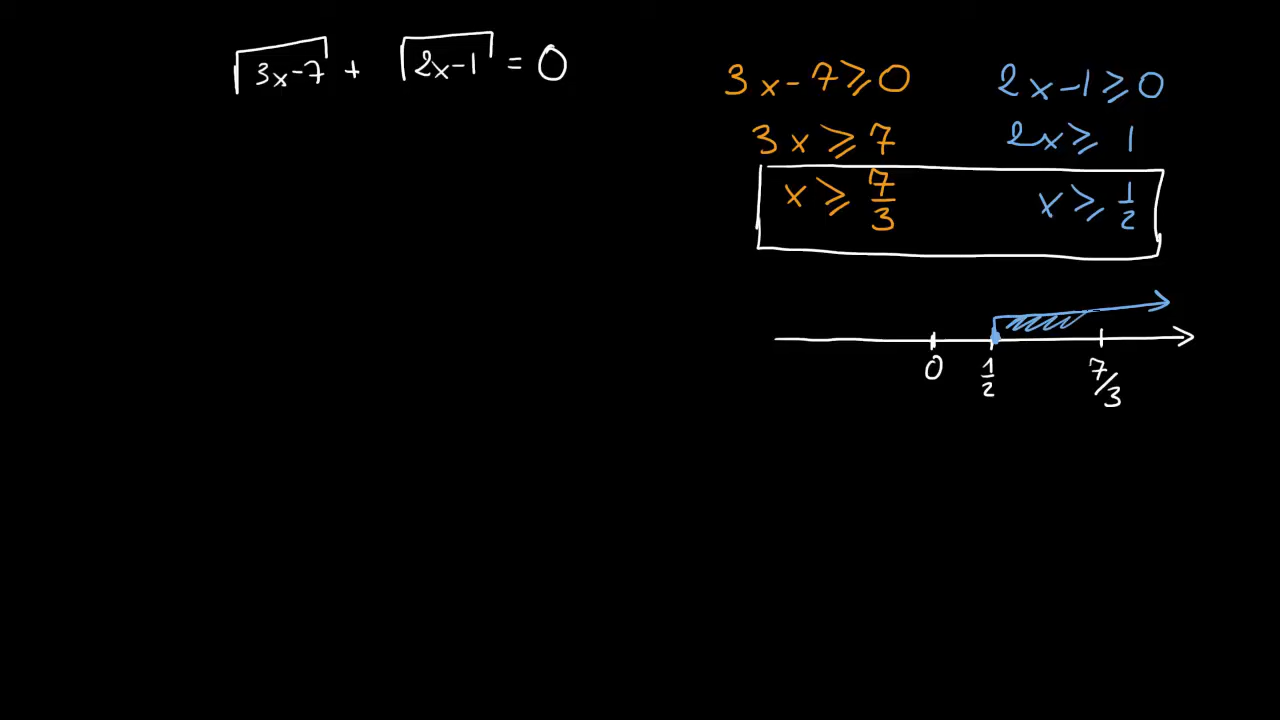 √3x-7 + √2x-1 = 0
3x-7≥0
2x-1≥0
3x≥7
2x≥1
x≥7/3
x≥1/2
0 1/2 7/3